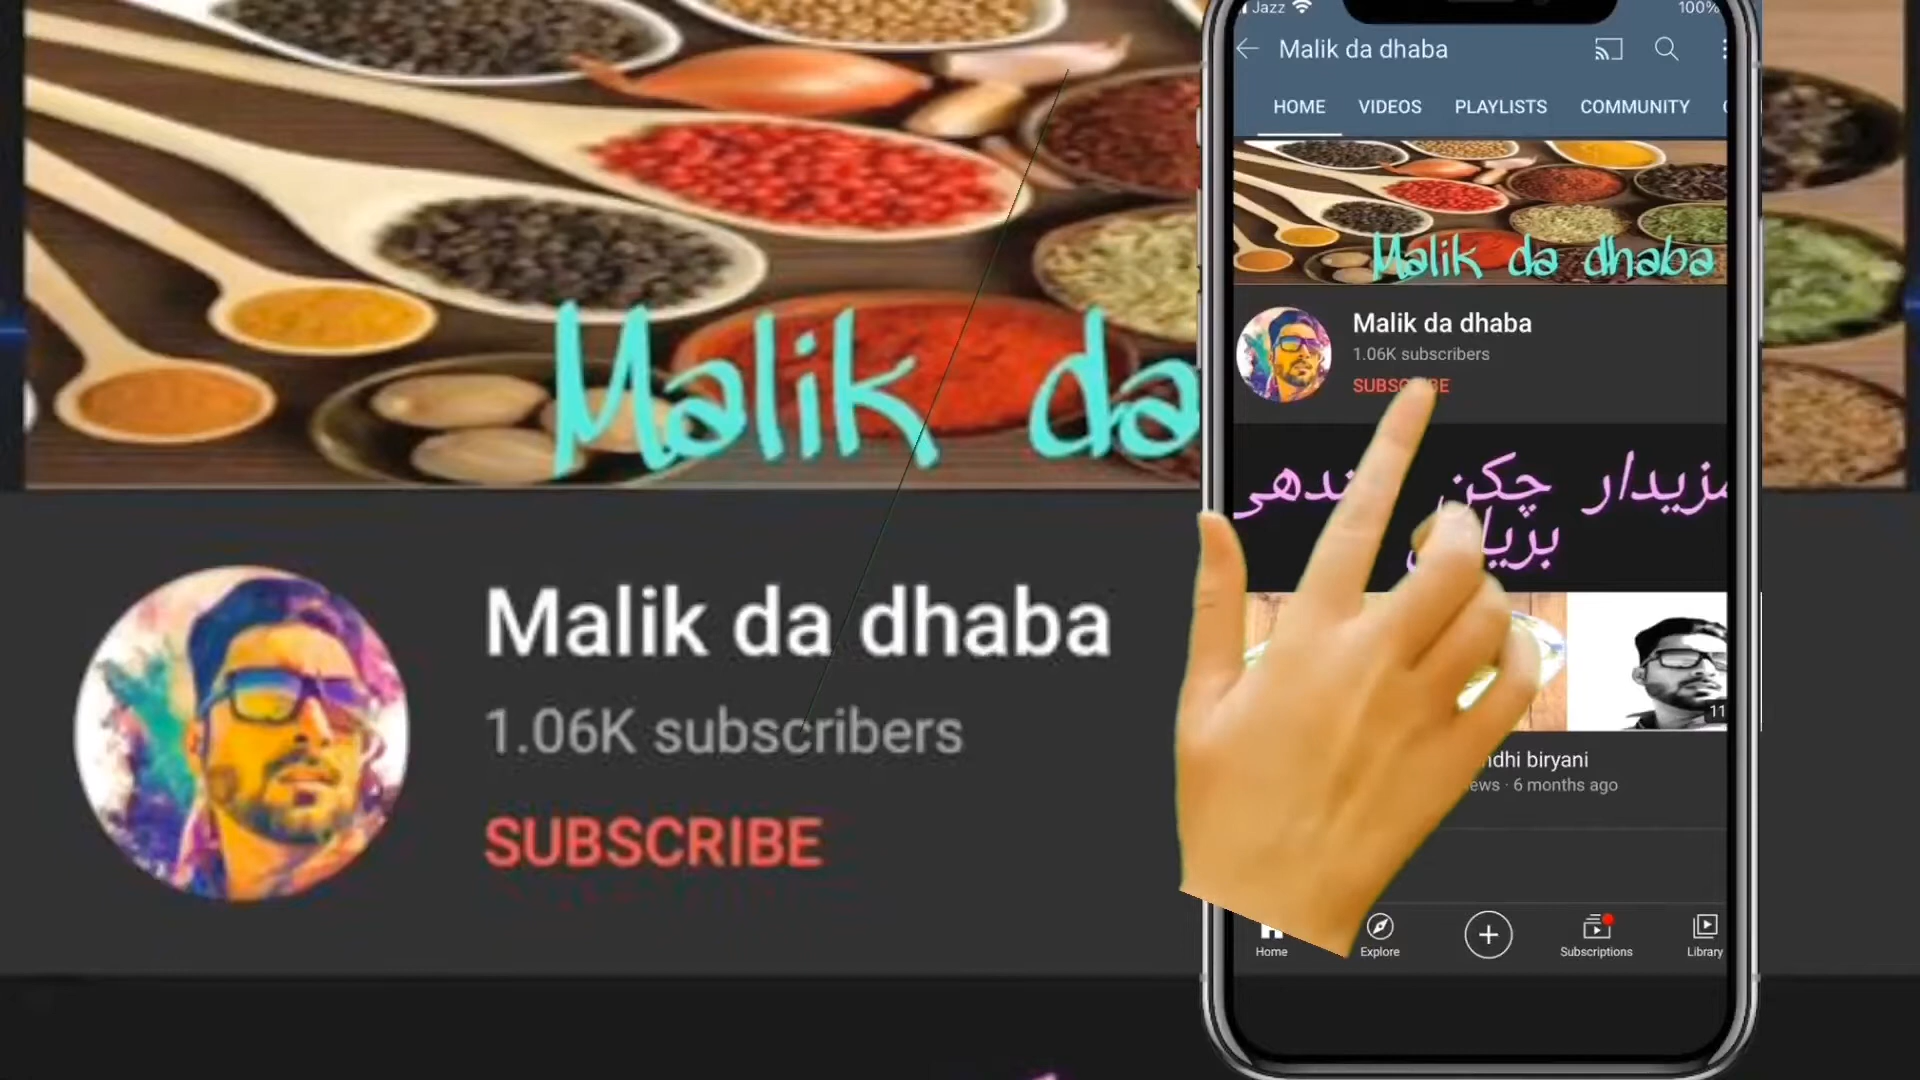 Malik da
Malik da dhaba
1.06K subscribers
SUBSCRIBE
Jazz
100%
Malik da dhaba
HOME VIDEOS PLAYLISTS COMMUNITY
Malik da dhaba
Malik da dhaba
1.06K subscribers
چکن
11
biryani
6 months ago
Home Explore Subscriptions Library